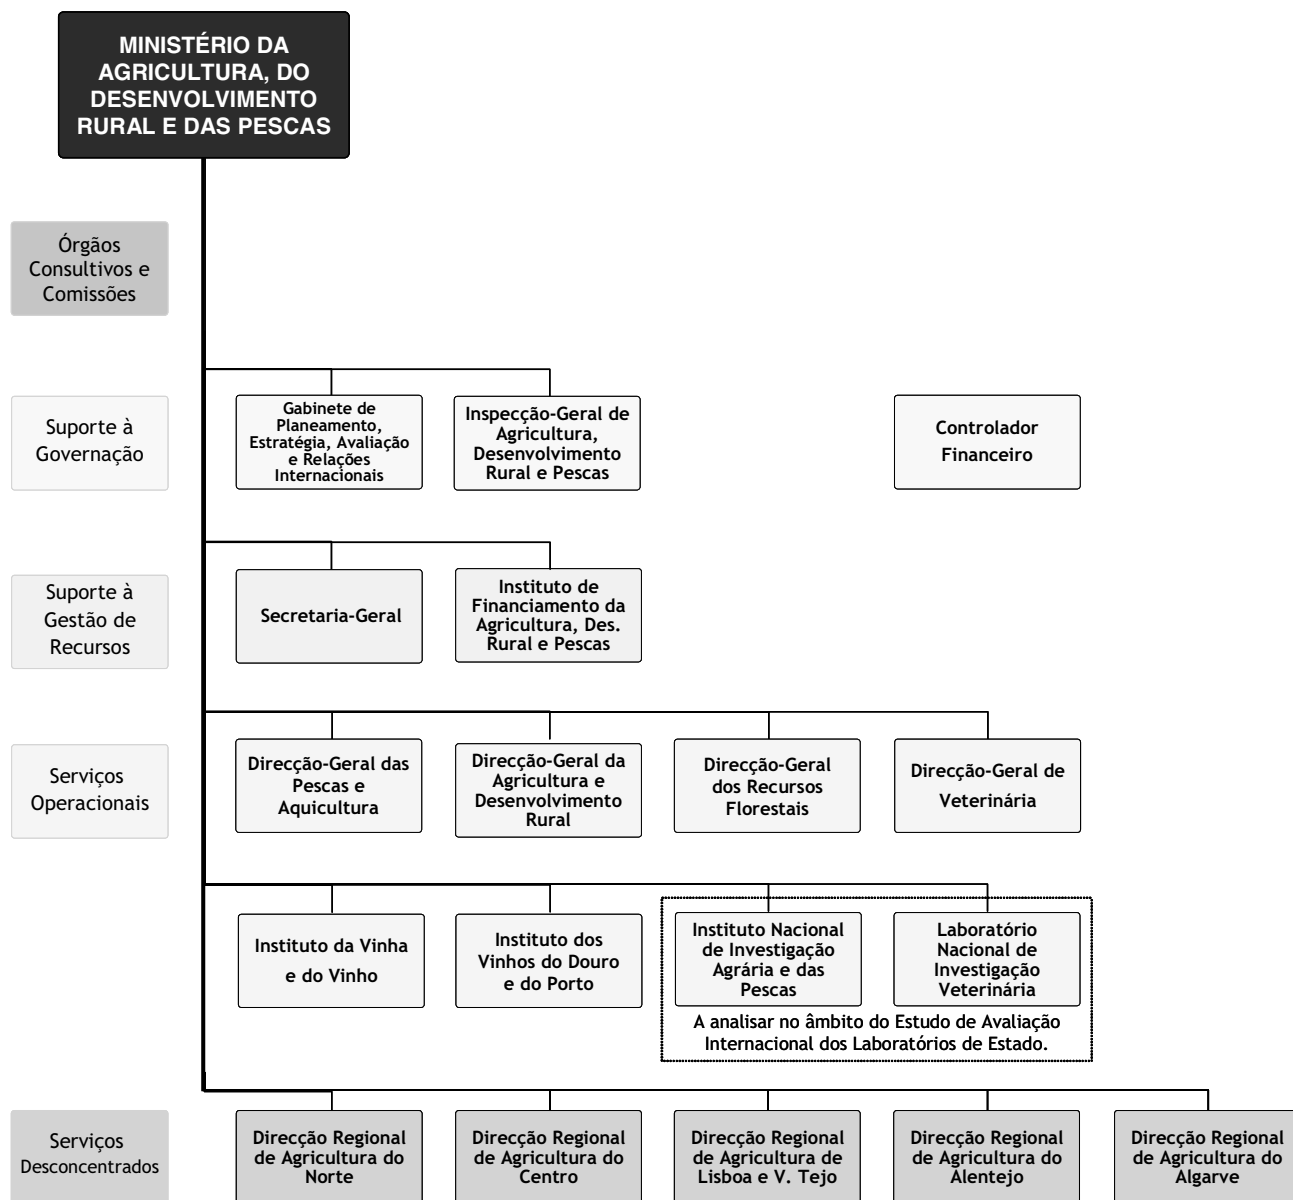 MINISTÉRIO DA
AGRICULTURA, DO
DESENVOLVIMENTO
RURAL E DAS PESCAS
Órgãos
Consultivos e
Comissões
Suporte à
Governação
Gabinete de
Planeamento,
Estratégia, Avaliação
e Relações
Internacionais
Inspecção-Geral de
Agricultura,
Desenvolvimento
Rural e Pescas
Controlador
Financeiro
Suporte à
Gestão de
Recursos
Secretaria-Geral
Instituto de
Financiamento da
Agricultura, Des.
Rural e Pescas
Serviços
Operacionais
Direcção-Geral das
Pescas e
Aquicultura
Direcção-Geral da
Agricultura e
Desenvolvimento
Rural
Direcção-Geral
dos Recursos
Florestais
Direcção-Geral de
Veterinária
Instituto da Vinha
e do Vinho
Instituto dos
Vinhos do Douro
e do Porto
Instituto Nacional
de Investigação
Agrária e das
Pescas
Laboratório
Nacional de
Investigação
Veterinária
A analisar no âmbito do Estudo de Avaliação
Internacional dos Laboratórios de Estado.
Serviços
Desconcentrados
Direcção Regional
de Agricultura do
Norte
Direcção Regional
de Agricultura do
Centro
Direcção Regional
de Agricultura de
Lisboa e V. Tejo
Direcção Regional
de Agricultura do
Alentejo
Direcção Regional
de Agricultura do
Algarve